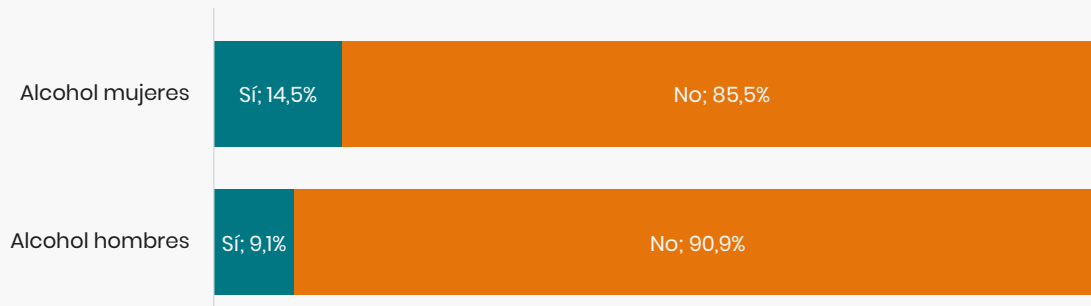 Alcohol mujeres
Sí; 14,5%
No; 85,5%
Alcohol hombres
Sí; 9,1%
No; 90,9%